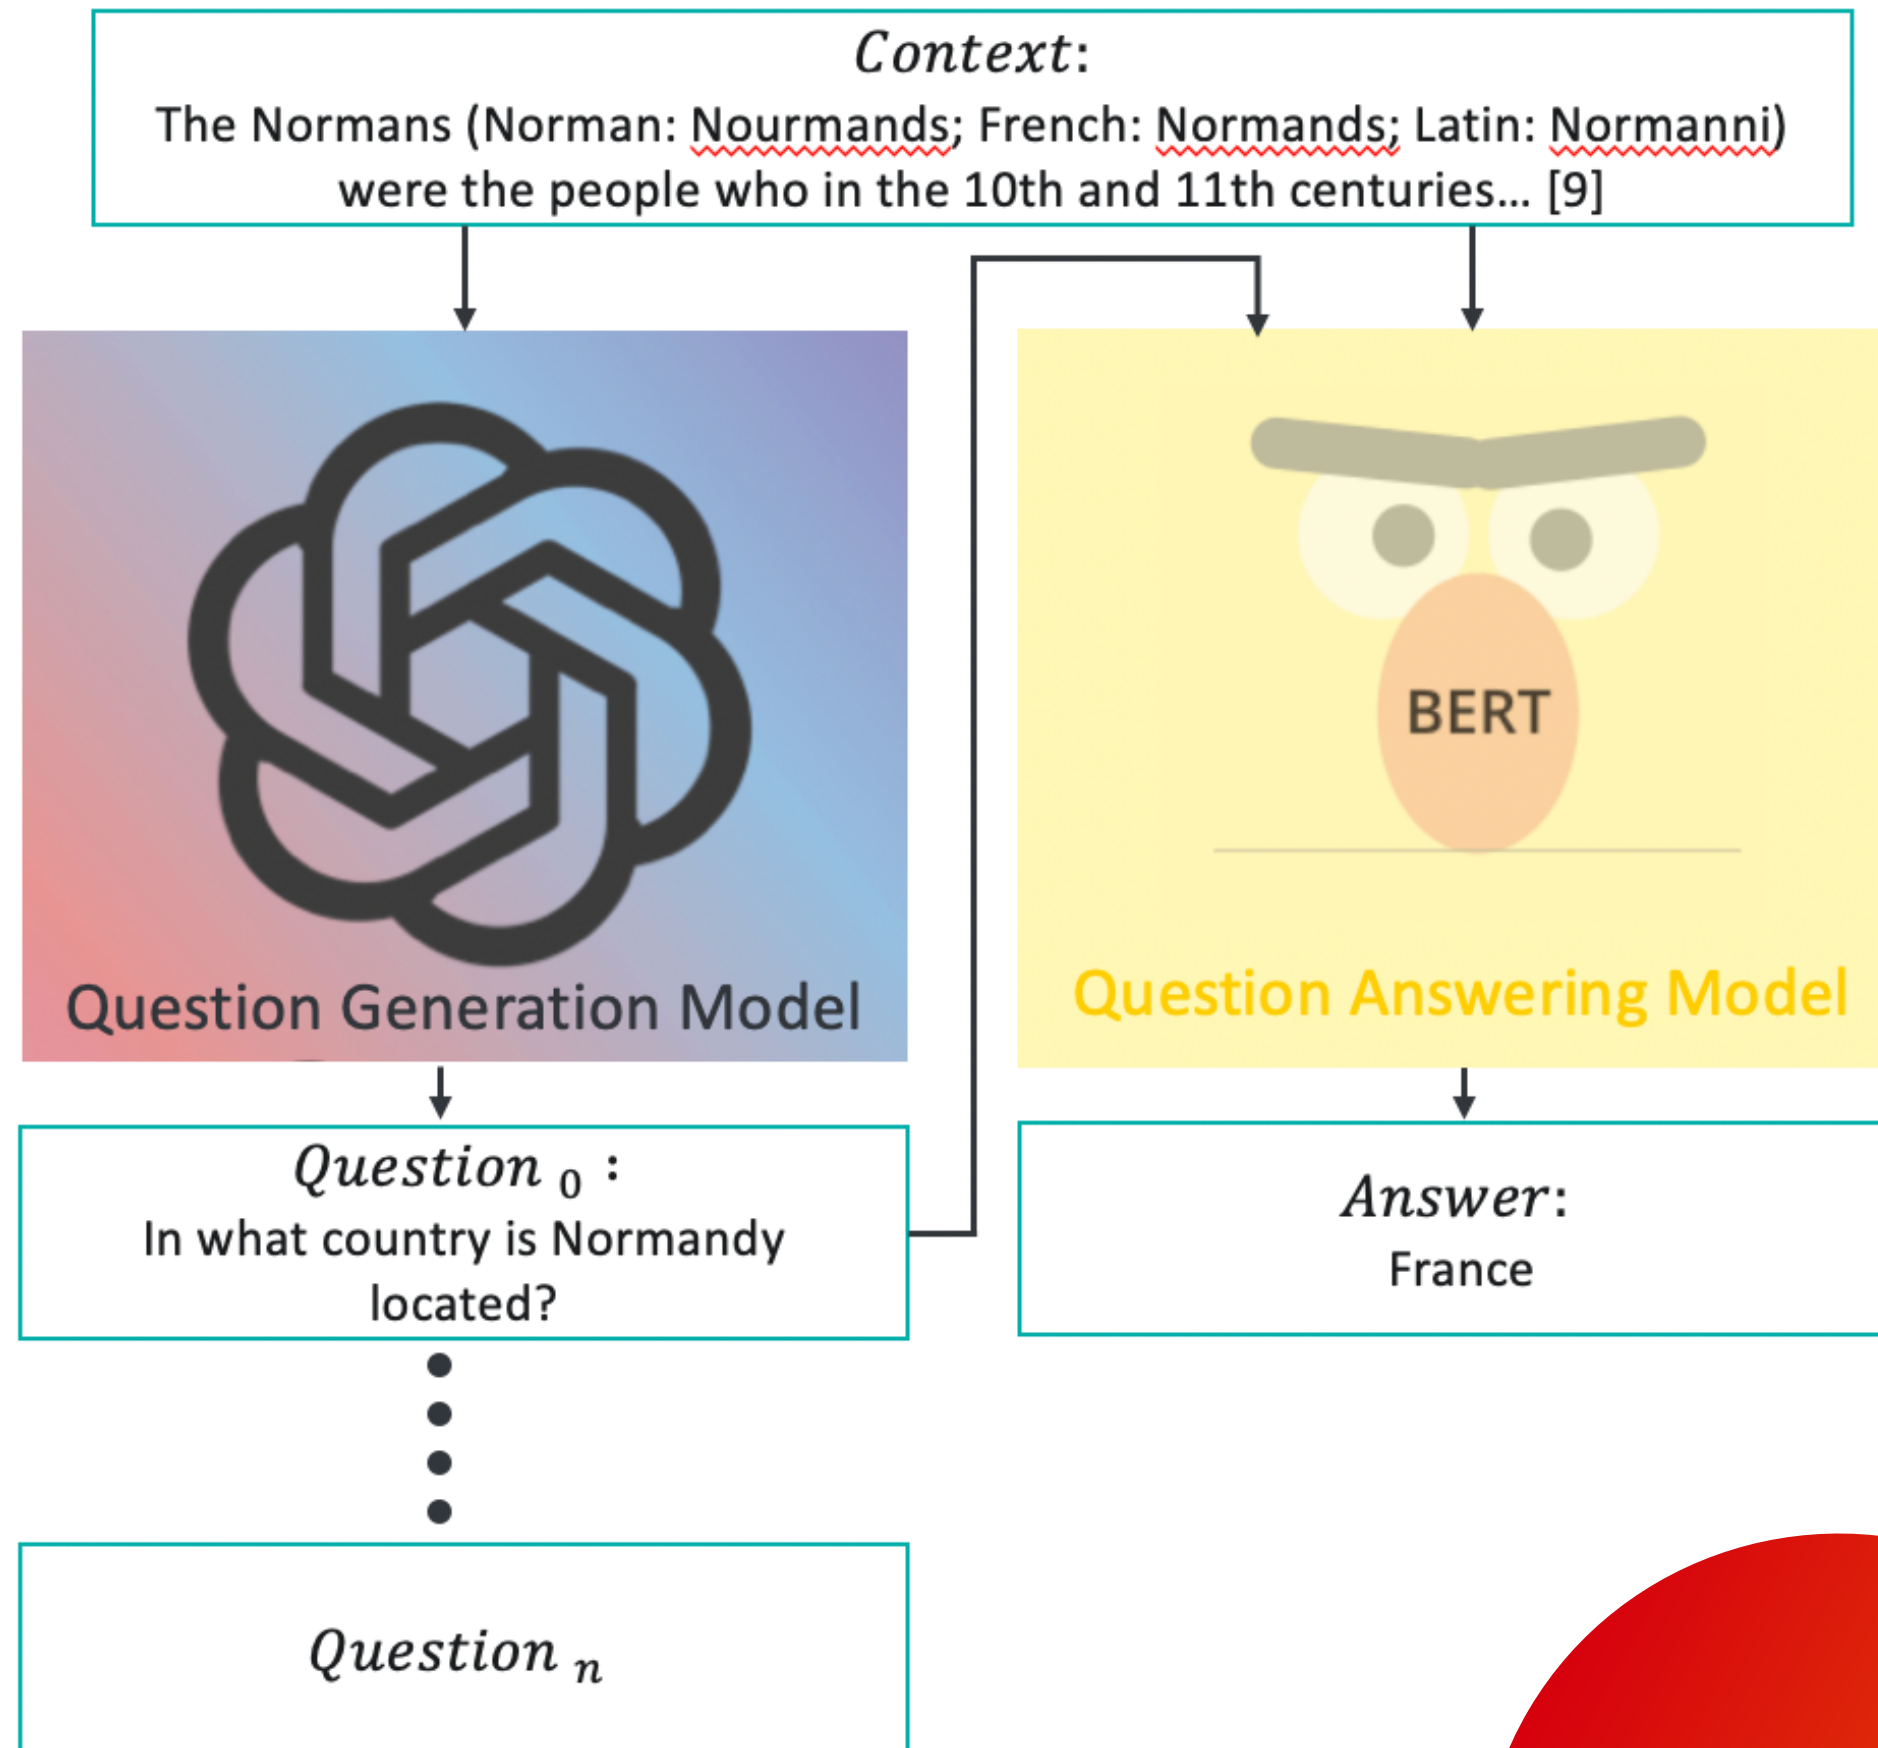 Context:
The Normans (Norman: Nourmands; French: Normands; Latin: Normanni)
were the people who in the 10th and 11th centuries... [9]
BERT
Question Generation Model
Question Answering Model
Question 0 :
In what country is Normandy
located?
Answer:
France
Question n